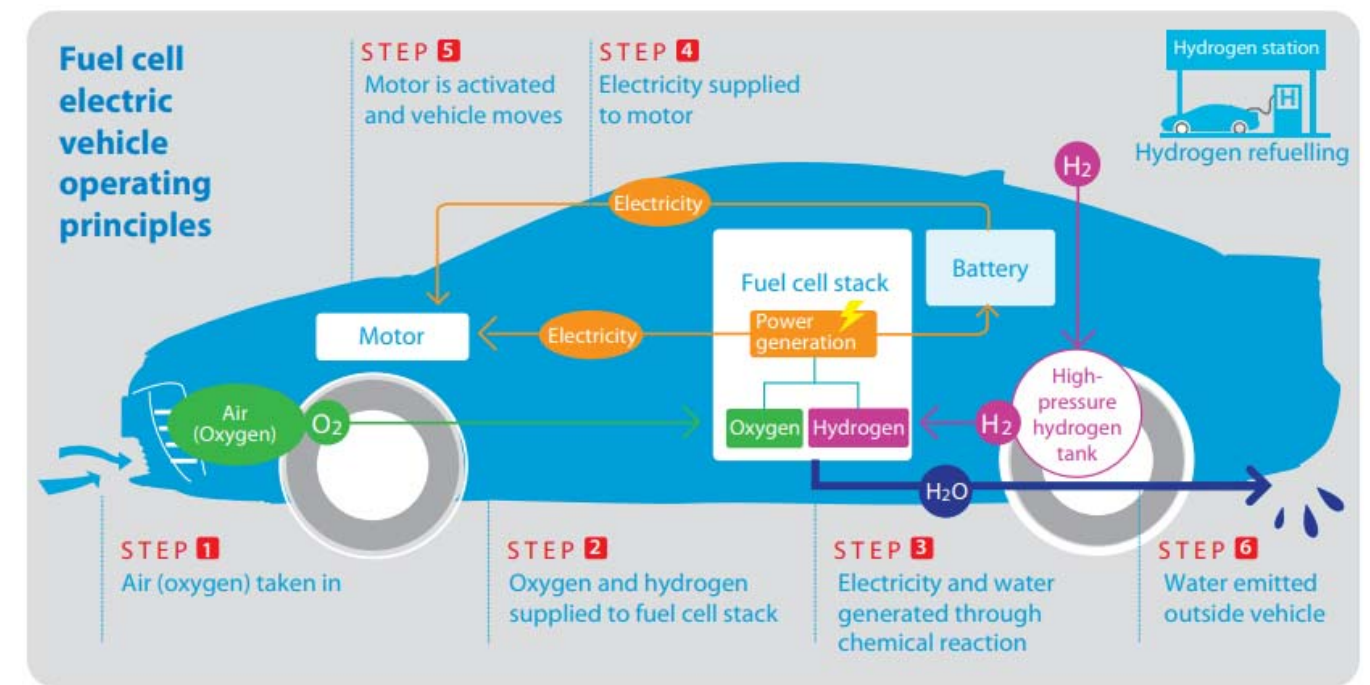 Fuel cell
electric
vehicle
operating
principles
STEP 5
Motor is activated
and vehicle moves
STEP 4
Electricity supplied
to motor
Hydrogen station
H
Hydrogen refuelling
H2
Electricity
Battery
Fuel cell stack
Power
generation
Electricity
Motor
High-
pressure
hydrogen
tank
Air
(Oxygen)
O2
Oxygen
Hydrogen
H2
H2O
STEP 1
Air (oxygen) taken in
STEP 2
Oxygen and hydrogen
supplied to fuel cell stack
STEP 3
Electricity and water
generated through
chemical reaction
STEP 6
Water emitted
outside vehicle